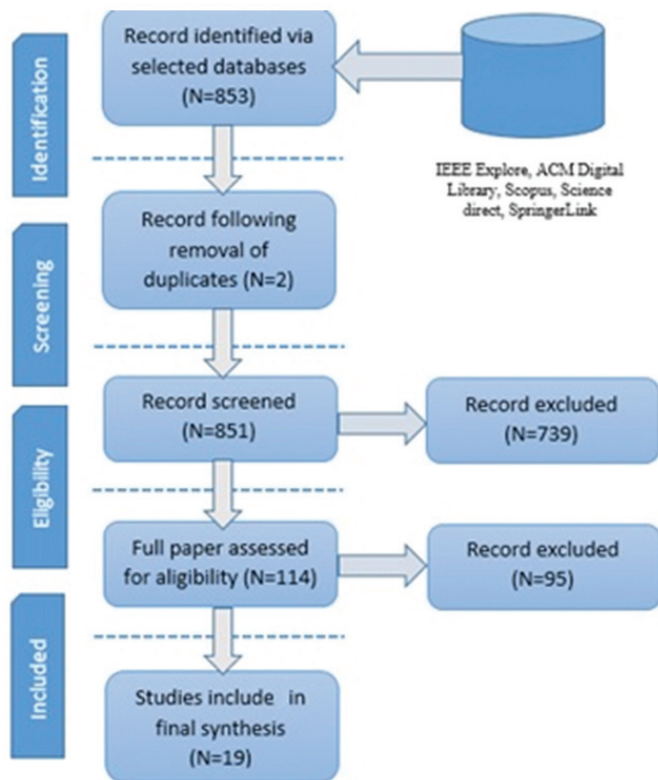 Identification
Record identified via
selected databases
(N=853)
IEEE Explore, ACM Digital
Library, Scopus, Science
direct, SpringerLink
Screening
Record following
removal of
duplicates (N=2)
Eligibility
Record screened
(N=851)
Record excluded
(N=739)
Full paper assessed
for aligibility (N=114)
Record excluded
(N=95)
Included
Studies include in
final synthesis
(N=19)